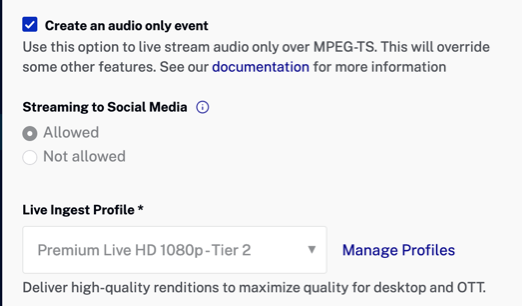 Create an audio only event
Use this option to live stream audio only over MPEG-TS. This will override
some other features. See our documentation for more information
Streaming to Social Media
Allowed
Not allowed
Live Ingest Profile *
Premium Live HD 1080p - Tier 2
Manage Profiles
Deliver high-quality renditions to maximize quality for desktop and OTT.